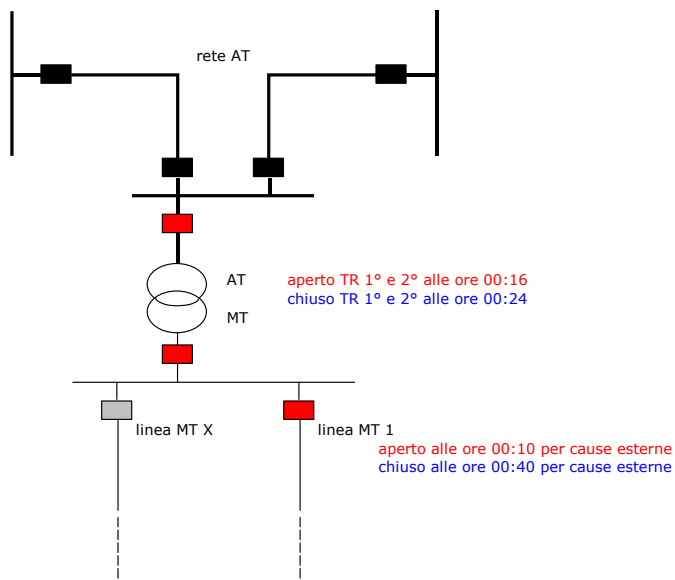 rete AT
AT
aperto TR 1° e 2° alle ore 00:16
chiuso TR 1° e 2° alle ore 00:24
MT
linea MT X
linea MT 1
aperto alle ore 00:10 per cause esterne
chiuso alle ore 00:40 per cause esterne